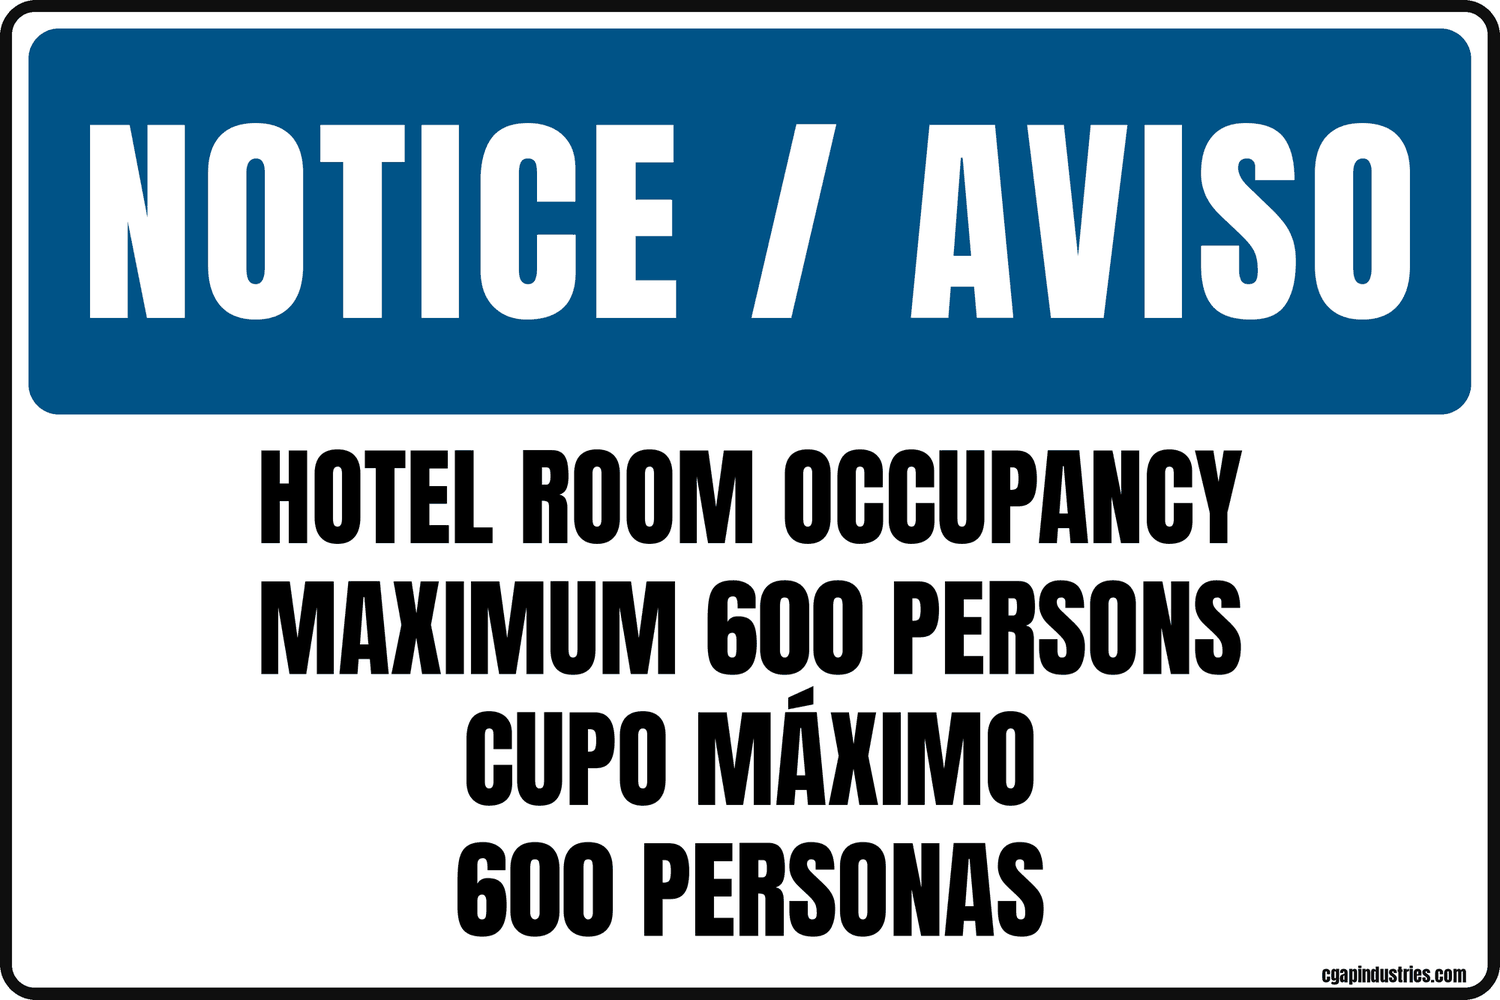 NOTICE / AVISO
HOTEL ROOM OCCUPANCY
MAXIMUM 600 PERSONS
CUPO MÁXIMO
600 PERSONAS
cgapindustries.com